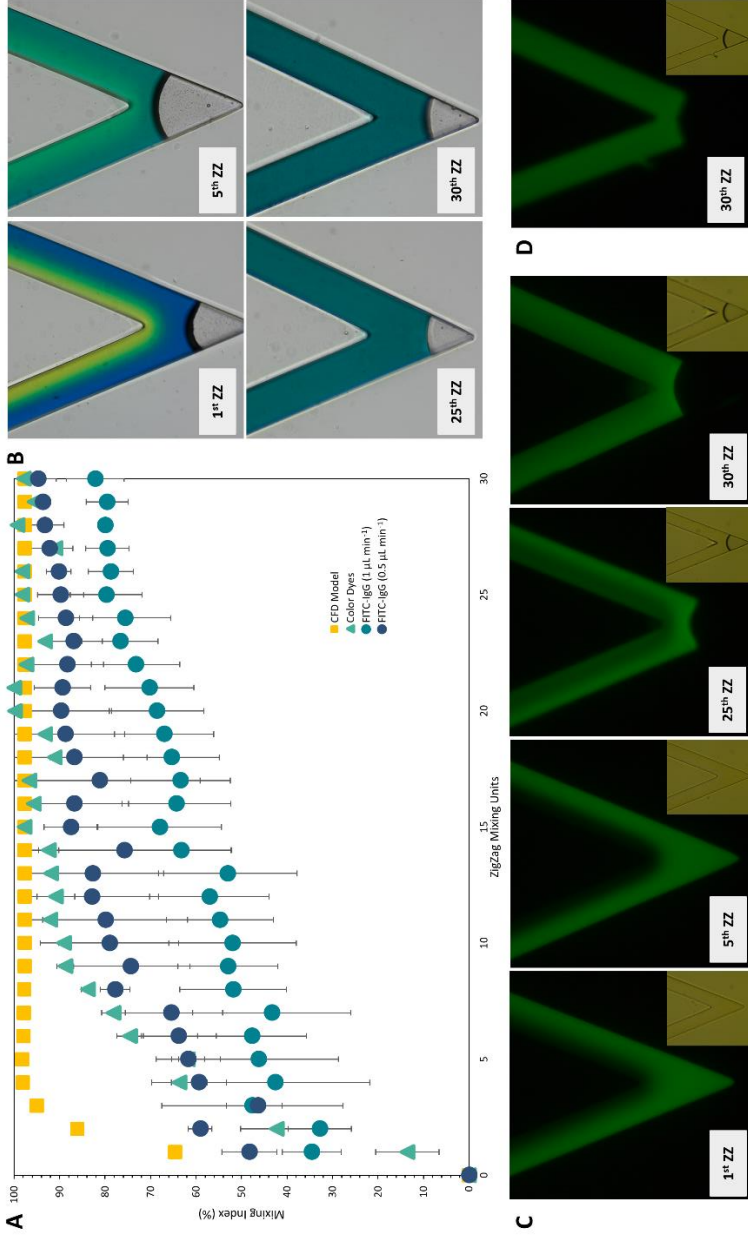 A
Mixing Index (%)
100
90
80
70
60
50
40
30
20
10
0
0
5
10
15
20
25
30
ZigZag Mixing Units
CFD Model
Color Dyes
FITC-IgG (1 µL min⁻¹)
FITC-IgG (0.5 µL min⁻¹)
B
1st ZZ
5th ZZ
25th ZZ
30th ZZ
C
1st ZZ
5th ZZ
25th ZZ
30th ZZ
D
30th ZZ